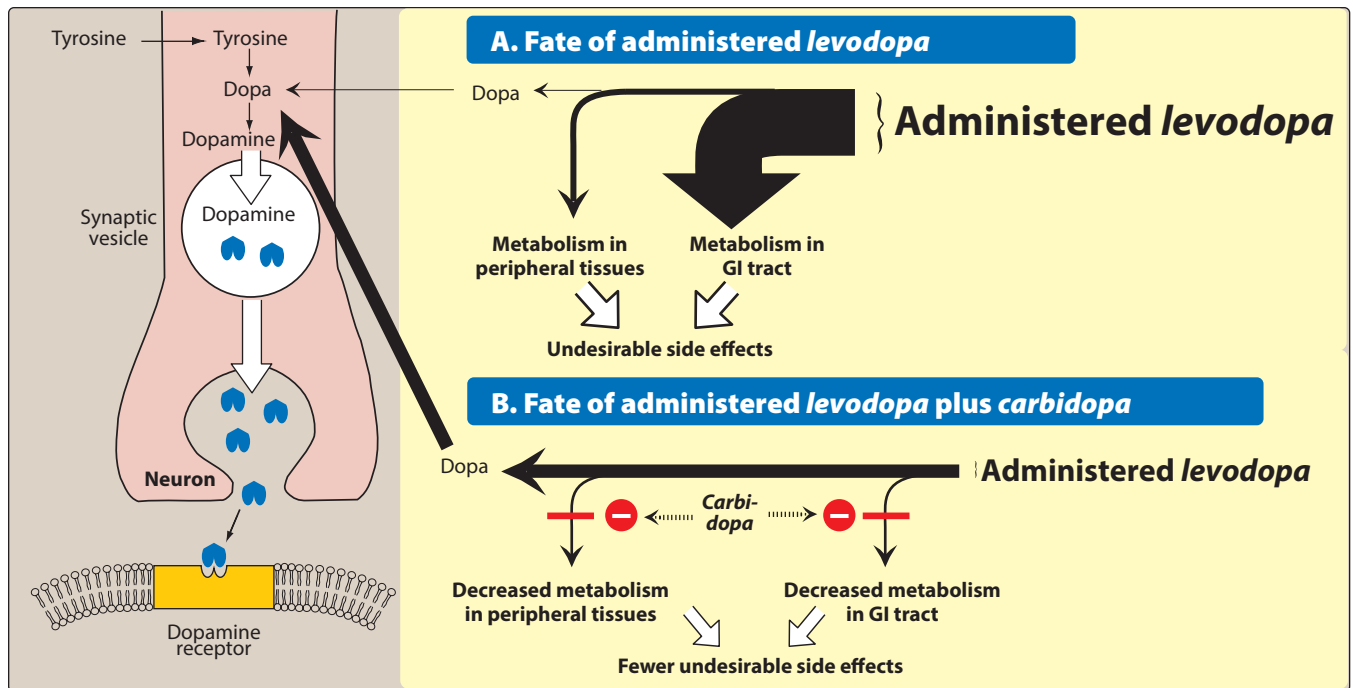 Tyrosine
Tyrosine
Dopa
Dopamine
Dopamine
Synaptic
vesicle
Neuron
Dopamine
receptor
A. Fate of administered levodopa
Dopa
Administered levodopa
Metabolism in
peripheral tissues
Metabolism in
GI tract
Undesirable side effects
B. Fate of administered levodopa plus carbidopa
Dopa
Administered levodopa
Carbi-
dopa
Decreased metabolism
in peripheral tissues
Decreased metabolism
in GI tract
Fewer undesirable side effects